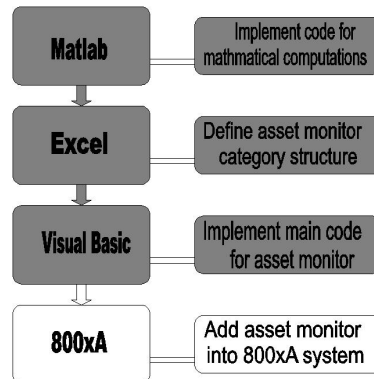 Matlab
Implement code for
mathmatical computations
Excel
Define asset monitor
category structure
Visual Basic
Implement main code
for asset monitor
800xA
Add asset monitor
into 800xA system